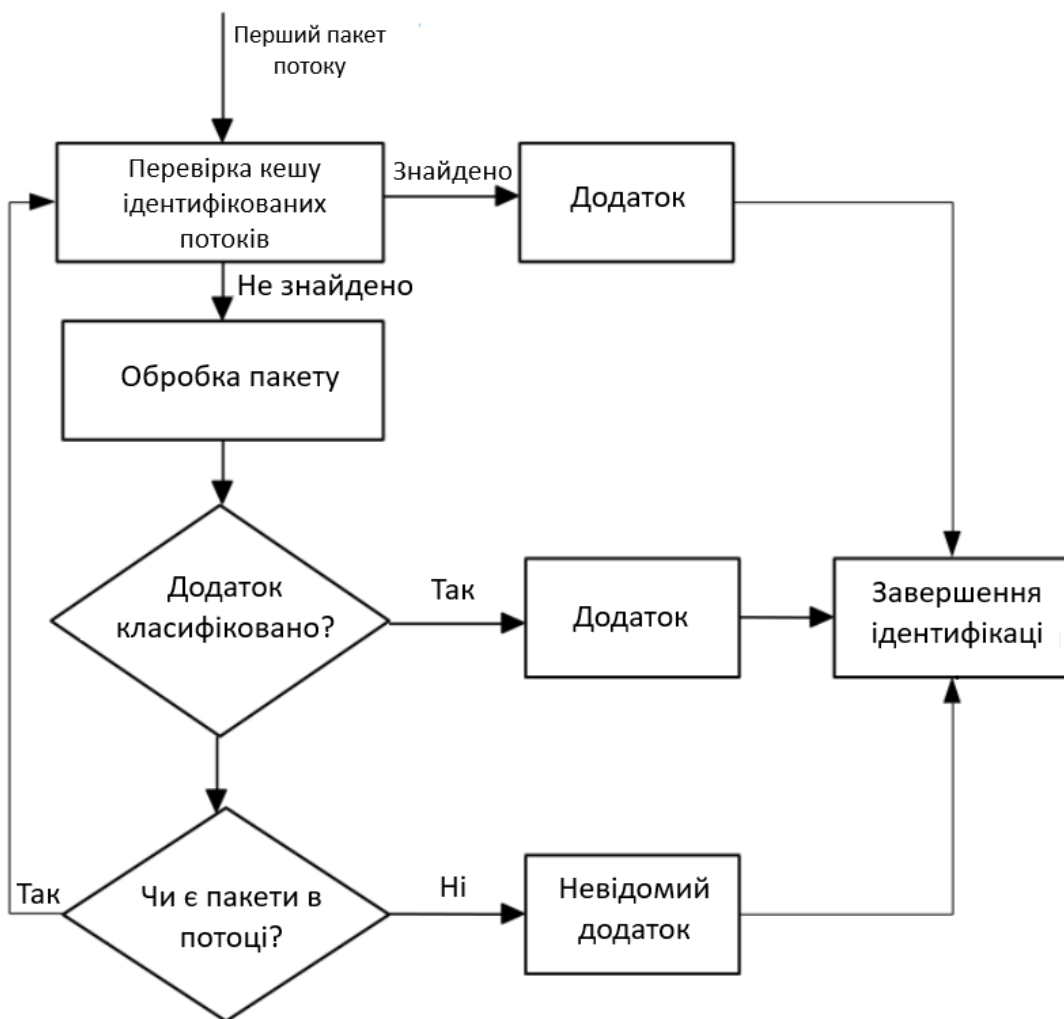 Перший пакет
потоку
Перевірка кешу
ідентифікованих
потоків
Знайдено
Додаток
Не знайдено
Обробка пакету
Додаток
класифіковано?
Так
Додаток
Завершення
ідентифікаці
Так
Чи є пакети в
потоці?
Ні
Невідомий
додаток